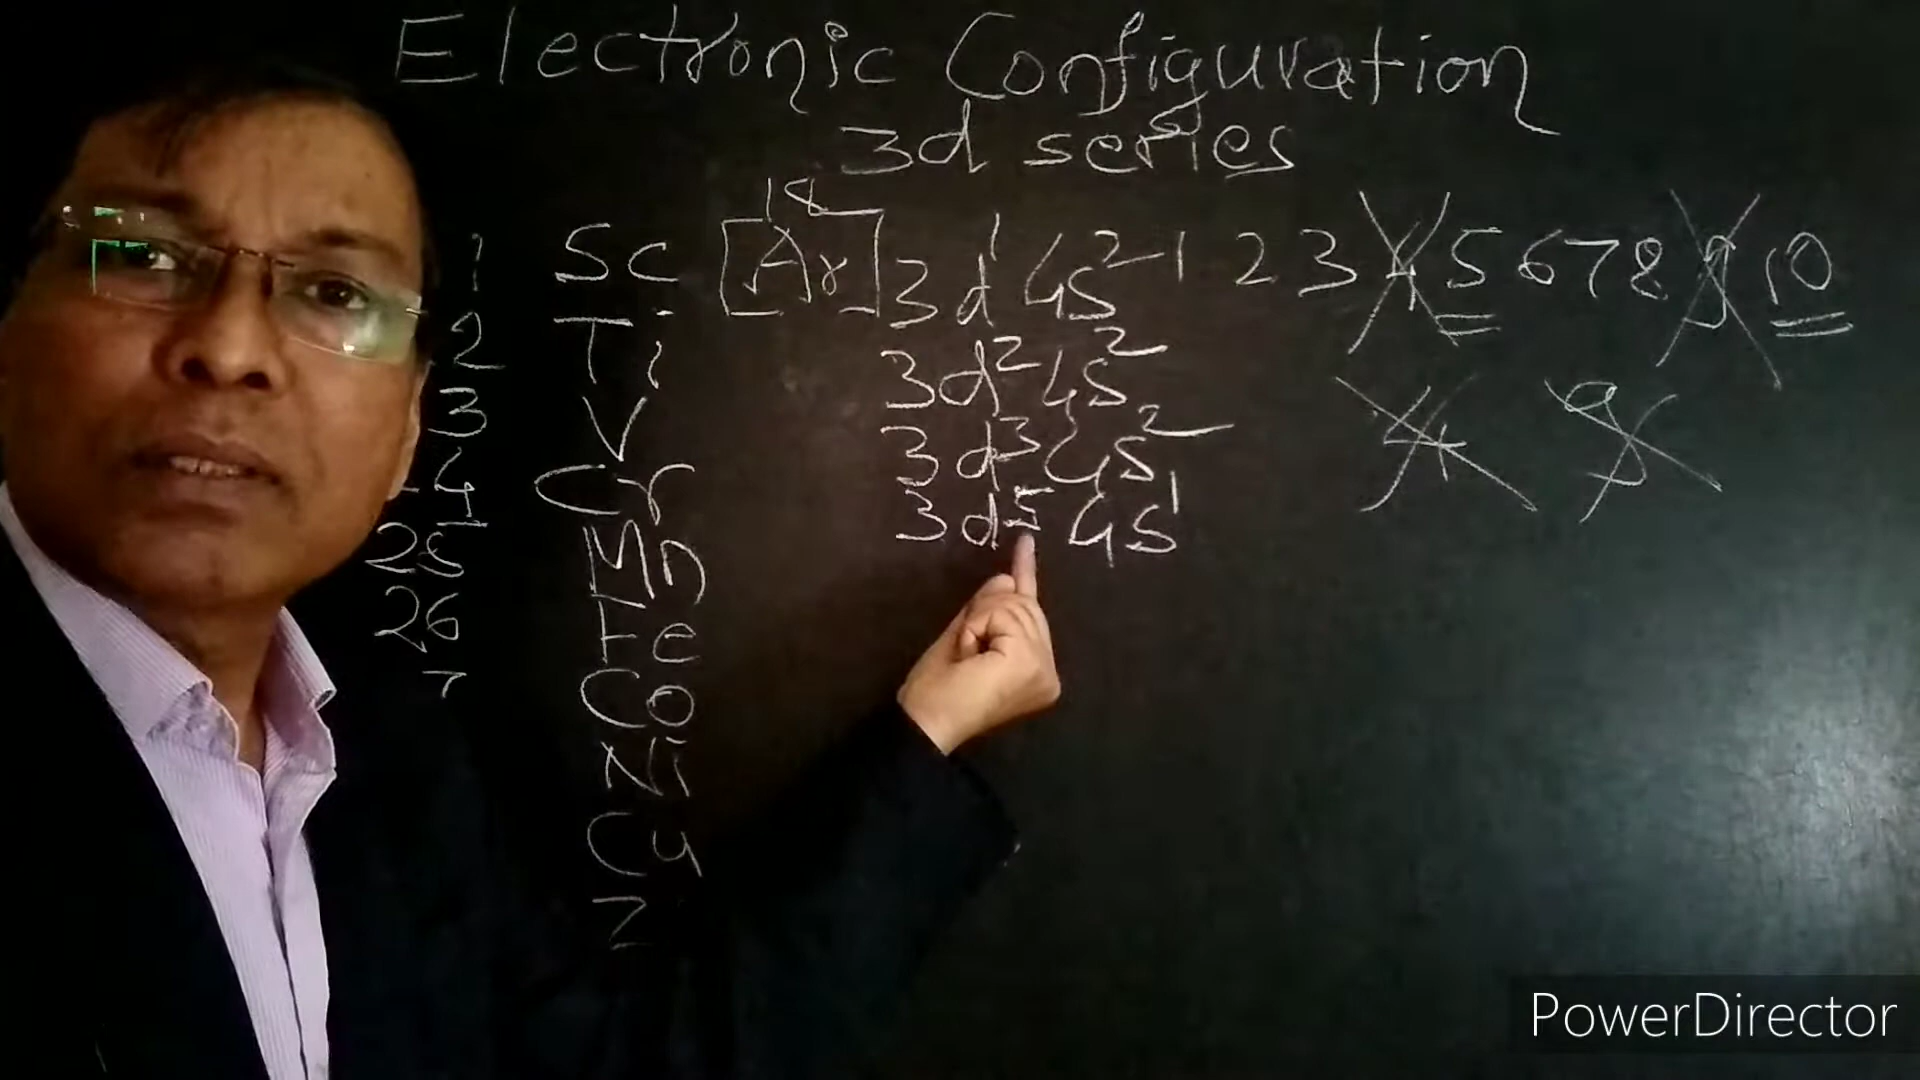 Electronic Configuration
3d series
1 Sc [Ar]18 3d1 4s2 - 1 2 3 4 5 6 7 8 9 10
2 Ti 3d2 4s2
3 V 3d3 4s2 4 9
4 Cr 3d5 4s1
25 Mn
26 Fe
7 Co
Ni
Cu
Z
PowerDirector